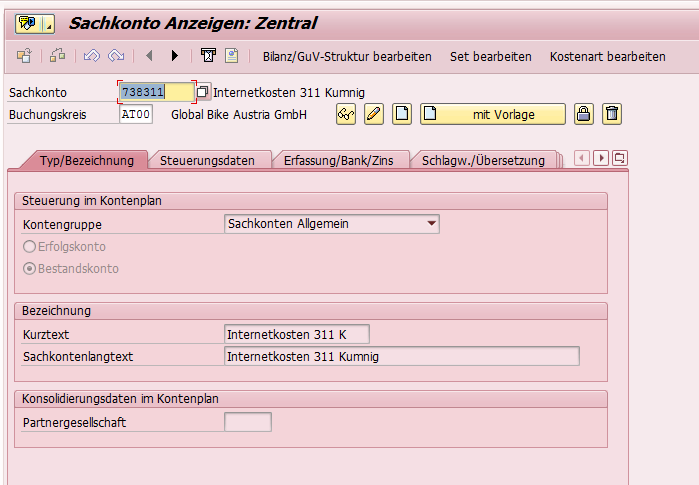 Sachkonto Anzeigen: Zentral
Bilanz/GuV-Struktur bearbeiten Set bearbeiten Kostenart bearbeiten
Sachkonto 738311 Internetkosten 311 Kumnig
Buchungskreis AT00 Global Bike Austria GmbH mit Vorlage
Typ/Bezeichnung Steuerungsdaten Erfassung/Bank/Zins Schlagw./Übersetzung
Steuerung im Kontenplan
Kontengruppe Sachkonten Allgemein
Erfolgskonto
Bestandskonto
Bezeichnung
Kurztext Internetkosten 311 K
Sachkontenlangtext Internetkosten 311 Kumnig
Konsolidierungsdaten im Kontenplan
Partnergesellschaft